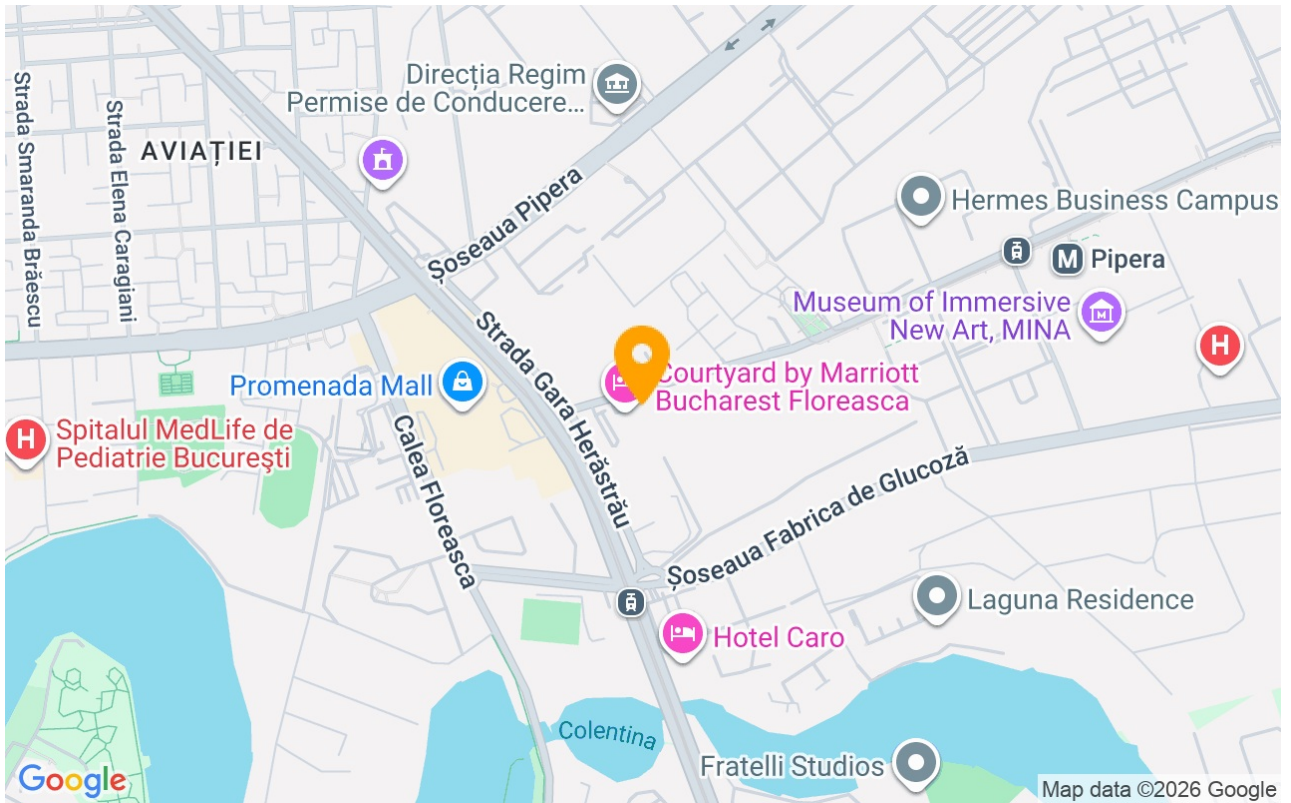 Direcția Regim
Permise de Conducere...
AVIAȚIEI
Strada Smaranda Brăescu
Strada Elena Caragiani
Șoseaua Pipera
Hermes Business Campus
M
Pipera
Museum of Immersive
New Art, MINA
H
Strada Gara Herăstrău
Promenada Mall
Courtyard by Marriott
Bucharest Floreasca
H
Spitalul MedLife de
Pediatrie București
Calea Floreasca
Șoseaua Fabrica de Glucoză
Laguna Residence
Hotel Caro
Colentina
Fratelli Studios
Google
Map data ©2026 Google